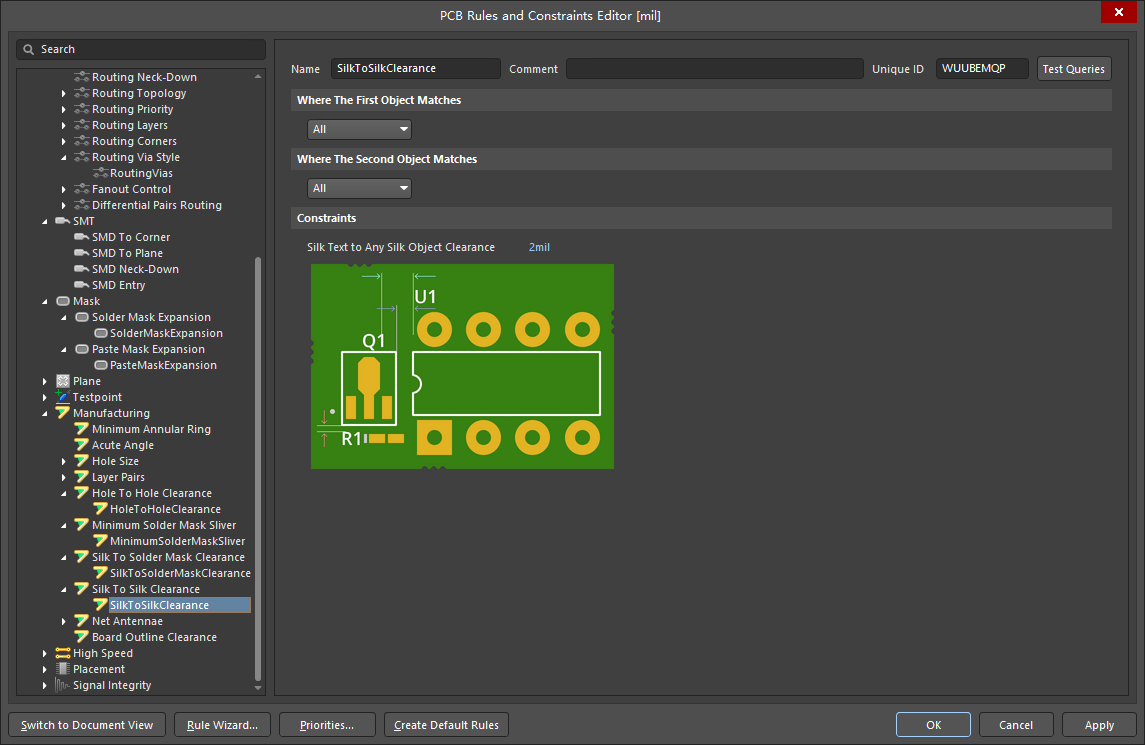 PCB Rules and Constraints Editor [mil]
Search
Routing Neck-Down
Routing Topology
Routing Priority
Routing Layers
Routing Corners
Routing Via Style
RoutingVias
Fanout Control
Differential Pairs Routing
SMT
SMD To Corner
SMD To Plane
SMD Neck-Down
SMD Entry
Mask
Solder Mask Expansion
SolderMaskExpansion
Paste Mask Expansion
PasteMaskExpansion
Plane
Testpoint
Manufacturing
Minimum Annular Ring
Acute Angle
Hole Size
Layer Pairs
Hole To Hole Clearance
HoleToHoleClearance
Minimum Solder Mask Sliver
MinimumSolderMaskSliver
Silk To Solder Mask Clearance
SilkToSolderMaskClearance
Silk To Silk Clearance
SilkToSilkClearance
Net Antennae
Board Outline Clearance
High Speed
Placement
Signal Integrity
Name SilkToSilkClearance Comment Unique ID WUUBEMQP Test Queries
Where The First Object Matches
All
Where The Second Object Matches
All
Constraints
Silk Text to Any Silk Object Clearance 2mil
U1
Q1
R1
Switch to Document View Rule Wizard... Priorities... Create Default Rules OK Cancel Apply